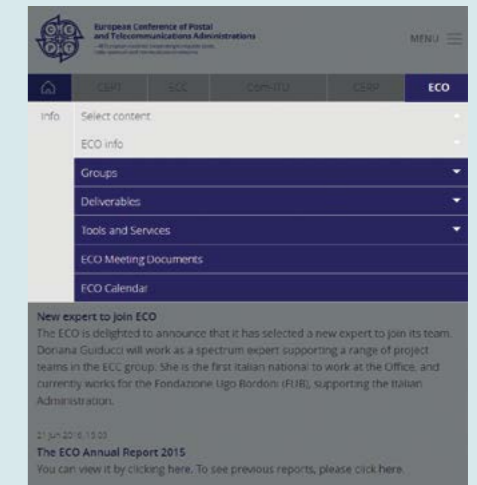 European Conference of Postal
and Telecommunications Administrations
MENU
CEPT ECC Com-ITU CERP ECO
Info
Select content
ECO info
Groups
Deliverables
Tools and Services
ECO Meeting Documents
ECO Calendar
New expert to join ECO
The ECO is delighted to announce that it has selected a new expert to join its team.
Doriana Guiducci will work as a spectrum expert supporting a range of project
teams in the ECC group. She is the first Italian national to work at the Office, and
currently works for the Fondazione Ugo Bordoni (FUB), supporting the Italian
Administration.
21 Jun 2016,
The ECO Annual Report 2015
You can view it by clicking here. To see previous reports, please click here.